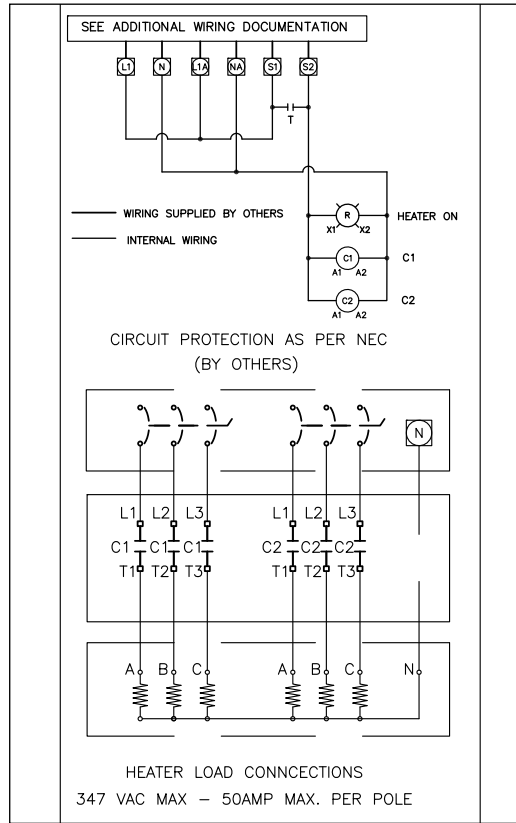 SEE ADDITIONAL WIRING DOCUMENTATION
L1 N L1A NA S1 S2
T
WIRING SUPPLIED BY OTHERS
INTERNAL WIRING
R HEATER ON
X1 X2
C1 C1
A1 A2
C2 C2
A1 A2
CIRCUIT PROTECTION AS PER NEC
(BY OTHERS)
N
L1 L2 L3 L1 L2 L3
C1 C1 C1 C2 C2 C2
T1 T2 T3 T1 T2 T3
A B C A B C N
HEATER LOAD CONNCECTIONS
347 VAC MAX – 50AMP MAX. PER POLE